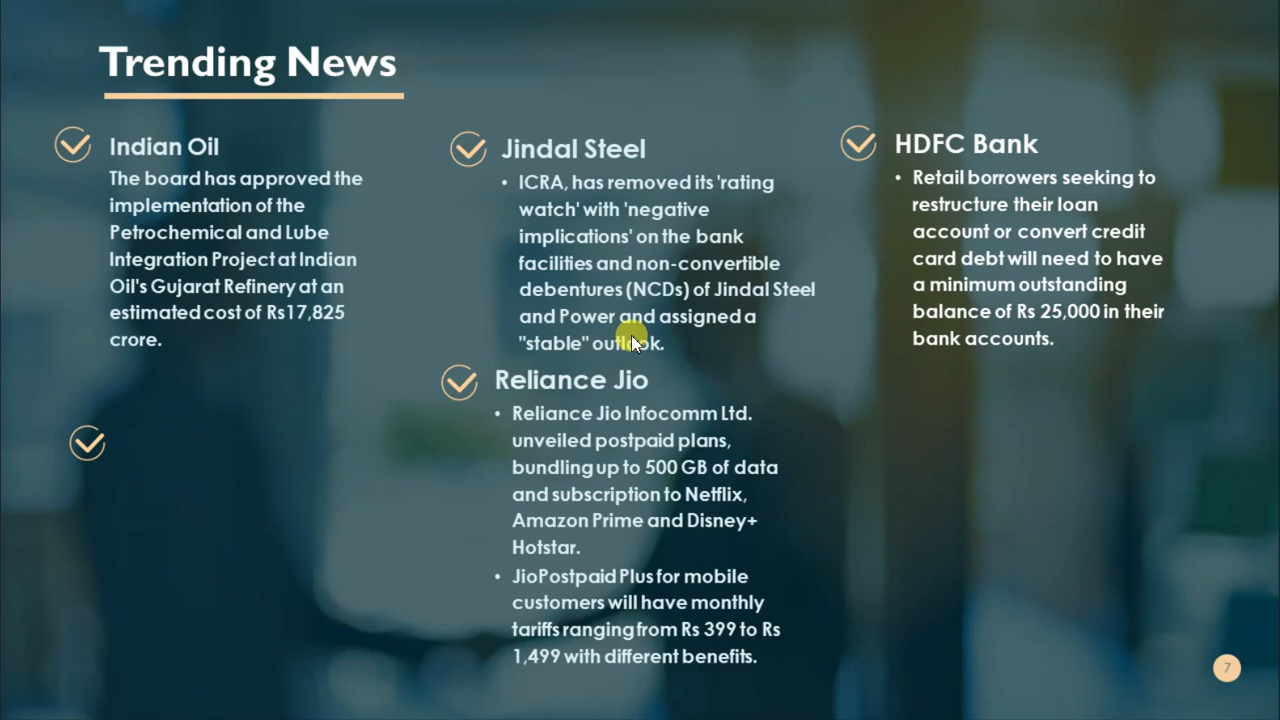 Trending News
Indian Oil
The board has approved the
implementation of the
Petrochemical and Lube
Integration Project at Indian
Oil's Gujarat Refinery at an
estimated cost of Rs17,825
crore.
Jindal Steel
• ICRA, has removed its 'rating
watch' with 'negative
implications' on the bank
facilities and non-convertible
debentures (NCDs) of Jindal Steel
and Power and assigned a
"stable" outlook.
Reliance Jio
• Reliance Jio Infocomm Ltd.
unveiled postpaid plans,
bundling up to 500 GB of data
and subscription to Netflix,
Amazon Prime and Disney+
Hotstar.
• JioPostpaid Plus for mobile
customers will have monthly
tariffs ranging from Rs 399 to Rs
1,499 with different benefits.
HDFC Bank
• Retail borrowers seeking to
restructure their loan
account or convert credit
card debt will need to have
a minimum outstanding
balance of Rs 25,000 in their
bank accounts.
7